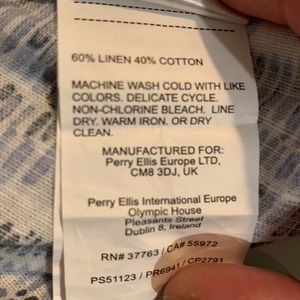 60% LINEN 40% COTTON
MACHINE WASH COLD WITH LIKE
COLORS. DELICATE CYCLE.
NON-CHLORINE BLEACH. LINE
DRY. WARM IRON. OR DRY
CLEAN.
MANUFACTURED FOR:
Perry Ellis Europe LTD,
CM8 3DJ, UK
Perry Ellis International Europe
Olympic House
Pleasants Street
Dublin 8, Ireland
RN# 37763 / CA# 55972
PS51123 / PR6941 / CP2791